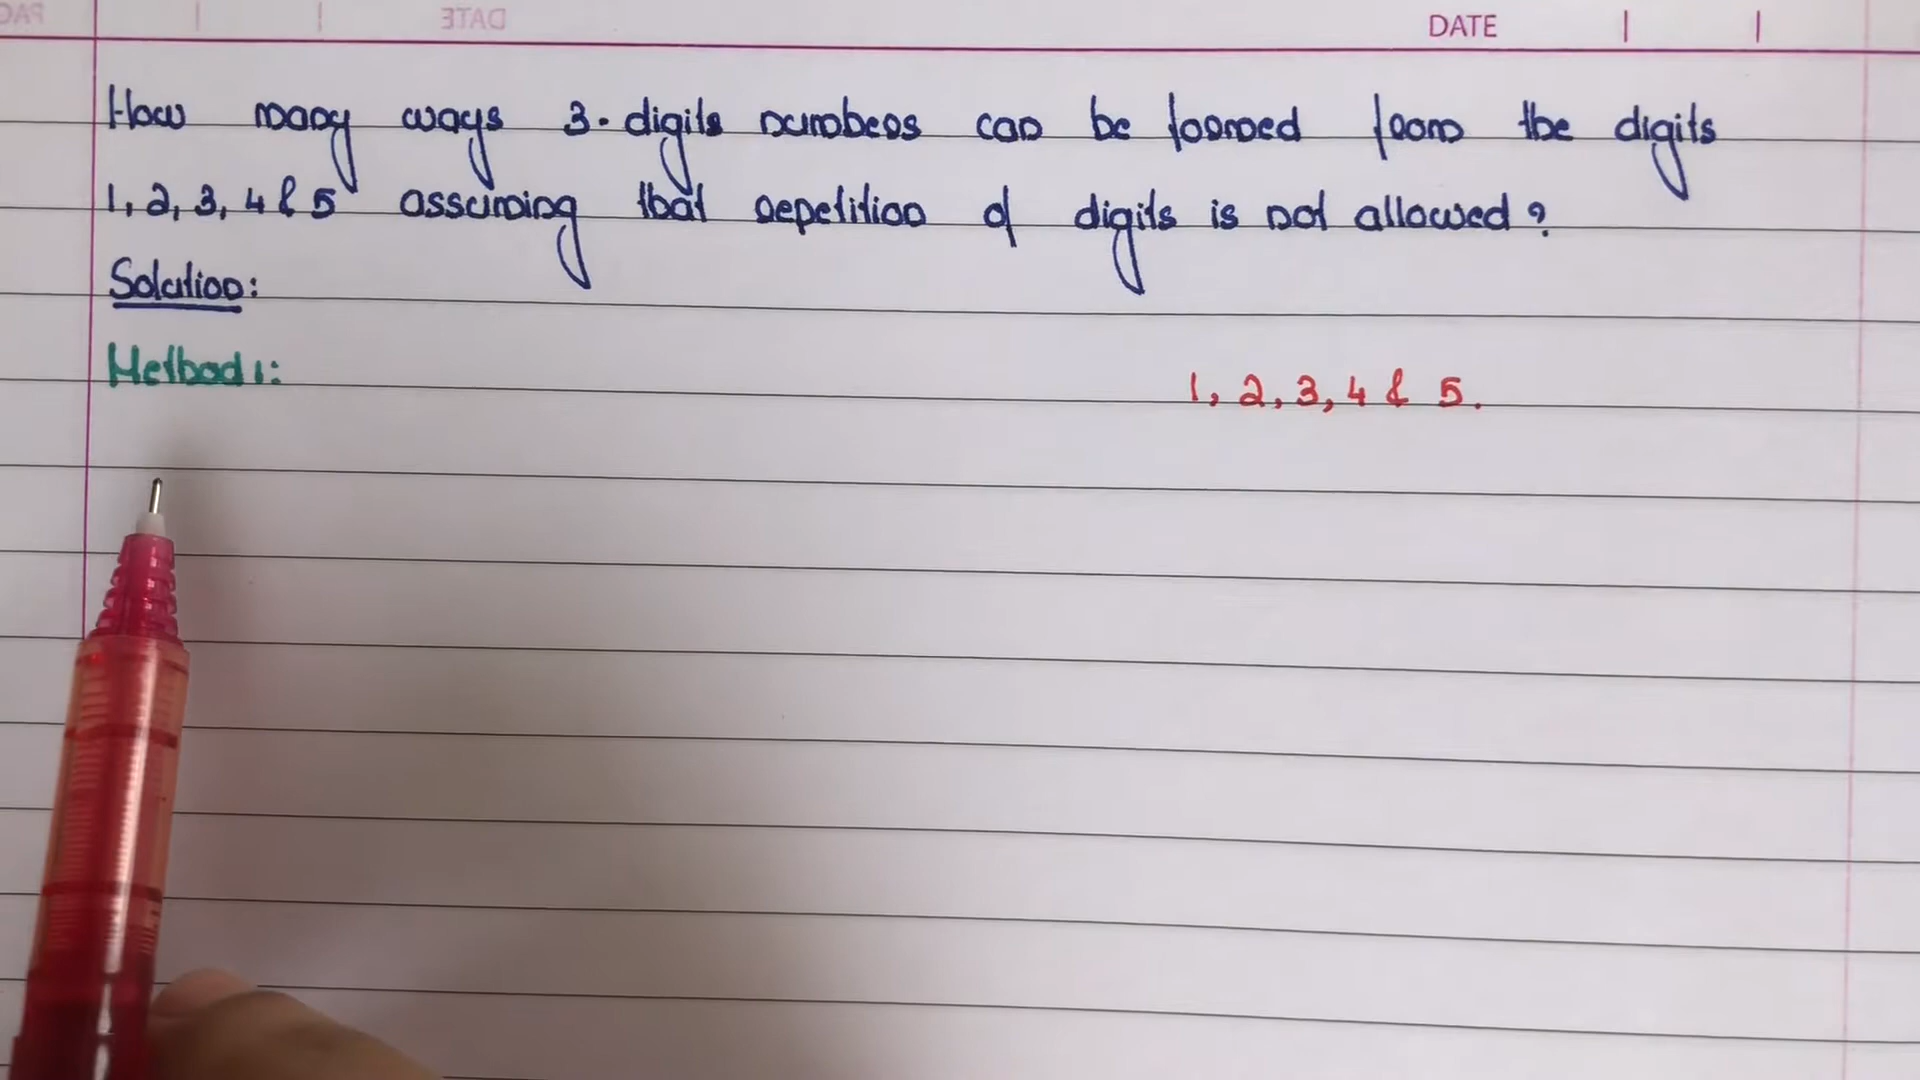 DATE
How many ways 3-digits numbers can be formed from the digits
1, 2, 3, 4 & 5 assuming that repetition of digits is not allowed?
Solution:
Method 1:
1, 2, 3, 4 & 5.